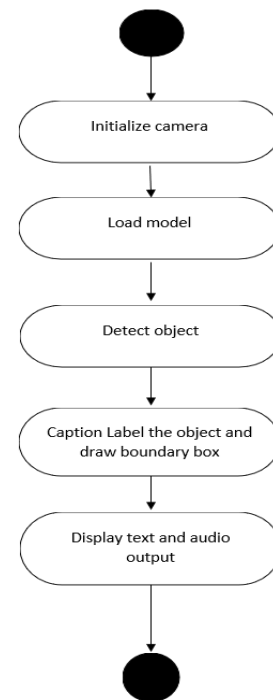 Initialize camera
Load model
Detect object
Caption Label the object and
draw boundary box
Display text and audio
output